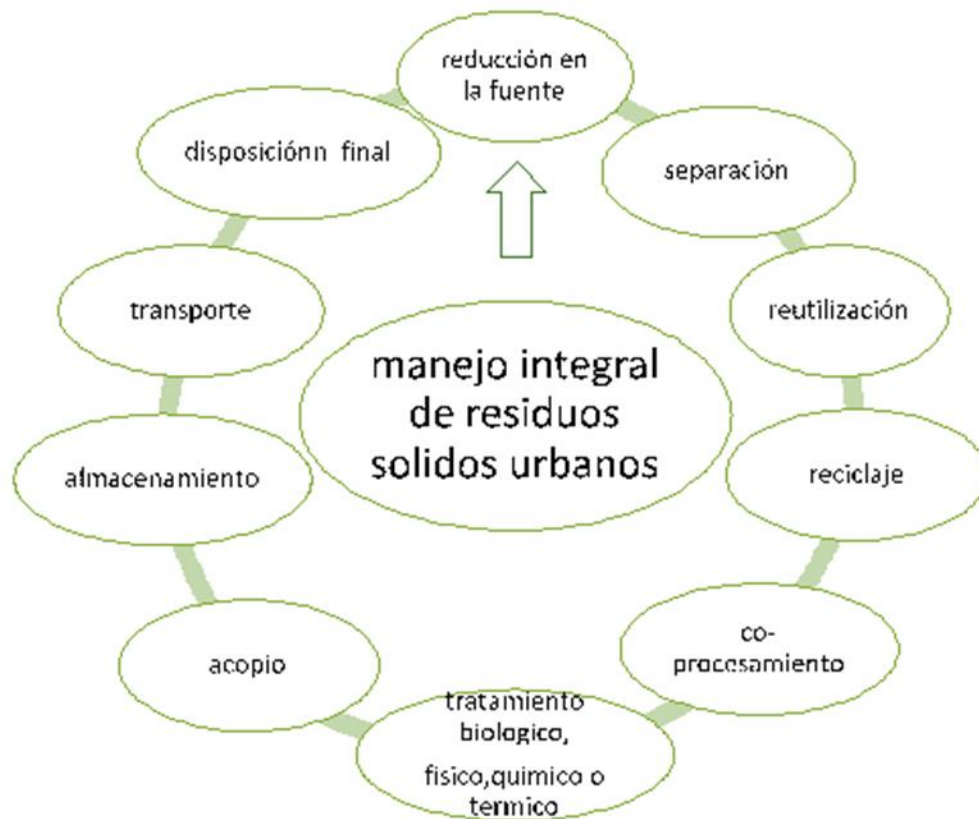 reducción en
la fuente
separación
reutilización
reciclaje
co-
procesamiento
tratamiento
biologico,
fisico,quimico o
termico
acopio
almacenamiento
transporte
disposiciónn final
manejo integral
de residuos
solidos urbanos